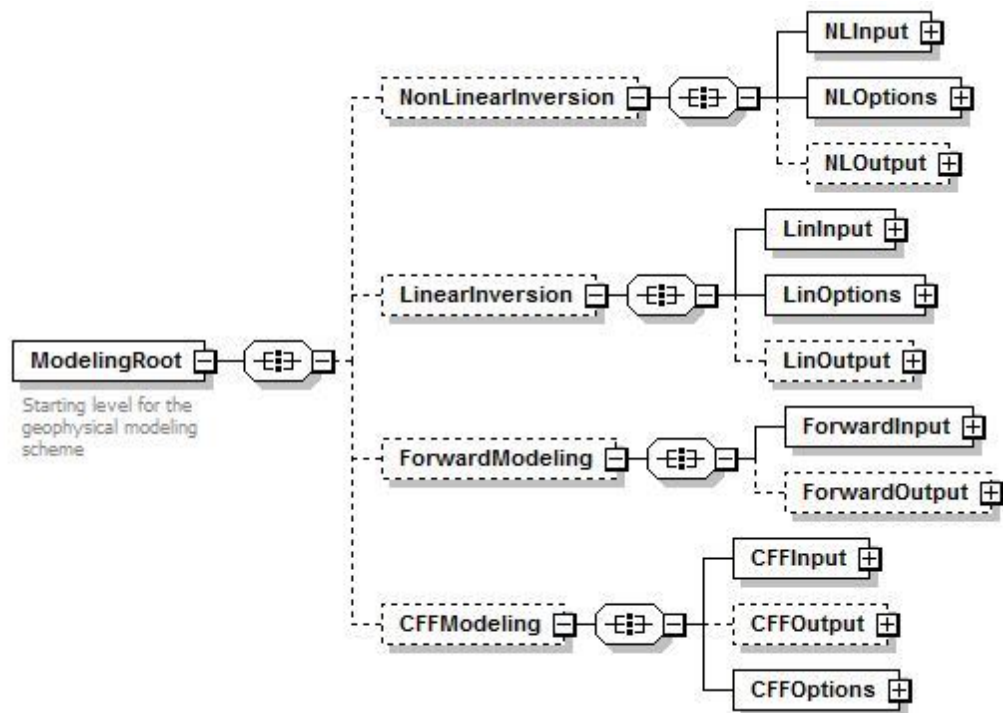 NLInput
NonLinearInversion
NLOptions
NLOutput
LinInput
LinearInversion
LinOptions
LinOutput
ModelingRoot
Starting level for the
geophysical modeling
scheme
ForwardInput
ForwardModeling
ForwardOutput
CFFInput
CFFModeling
CFFOutput
CFFOptions